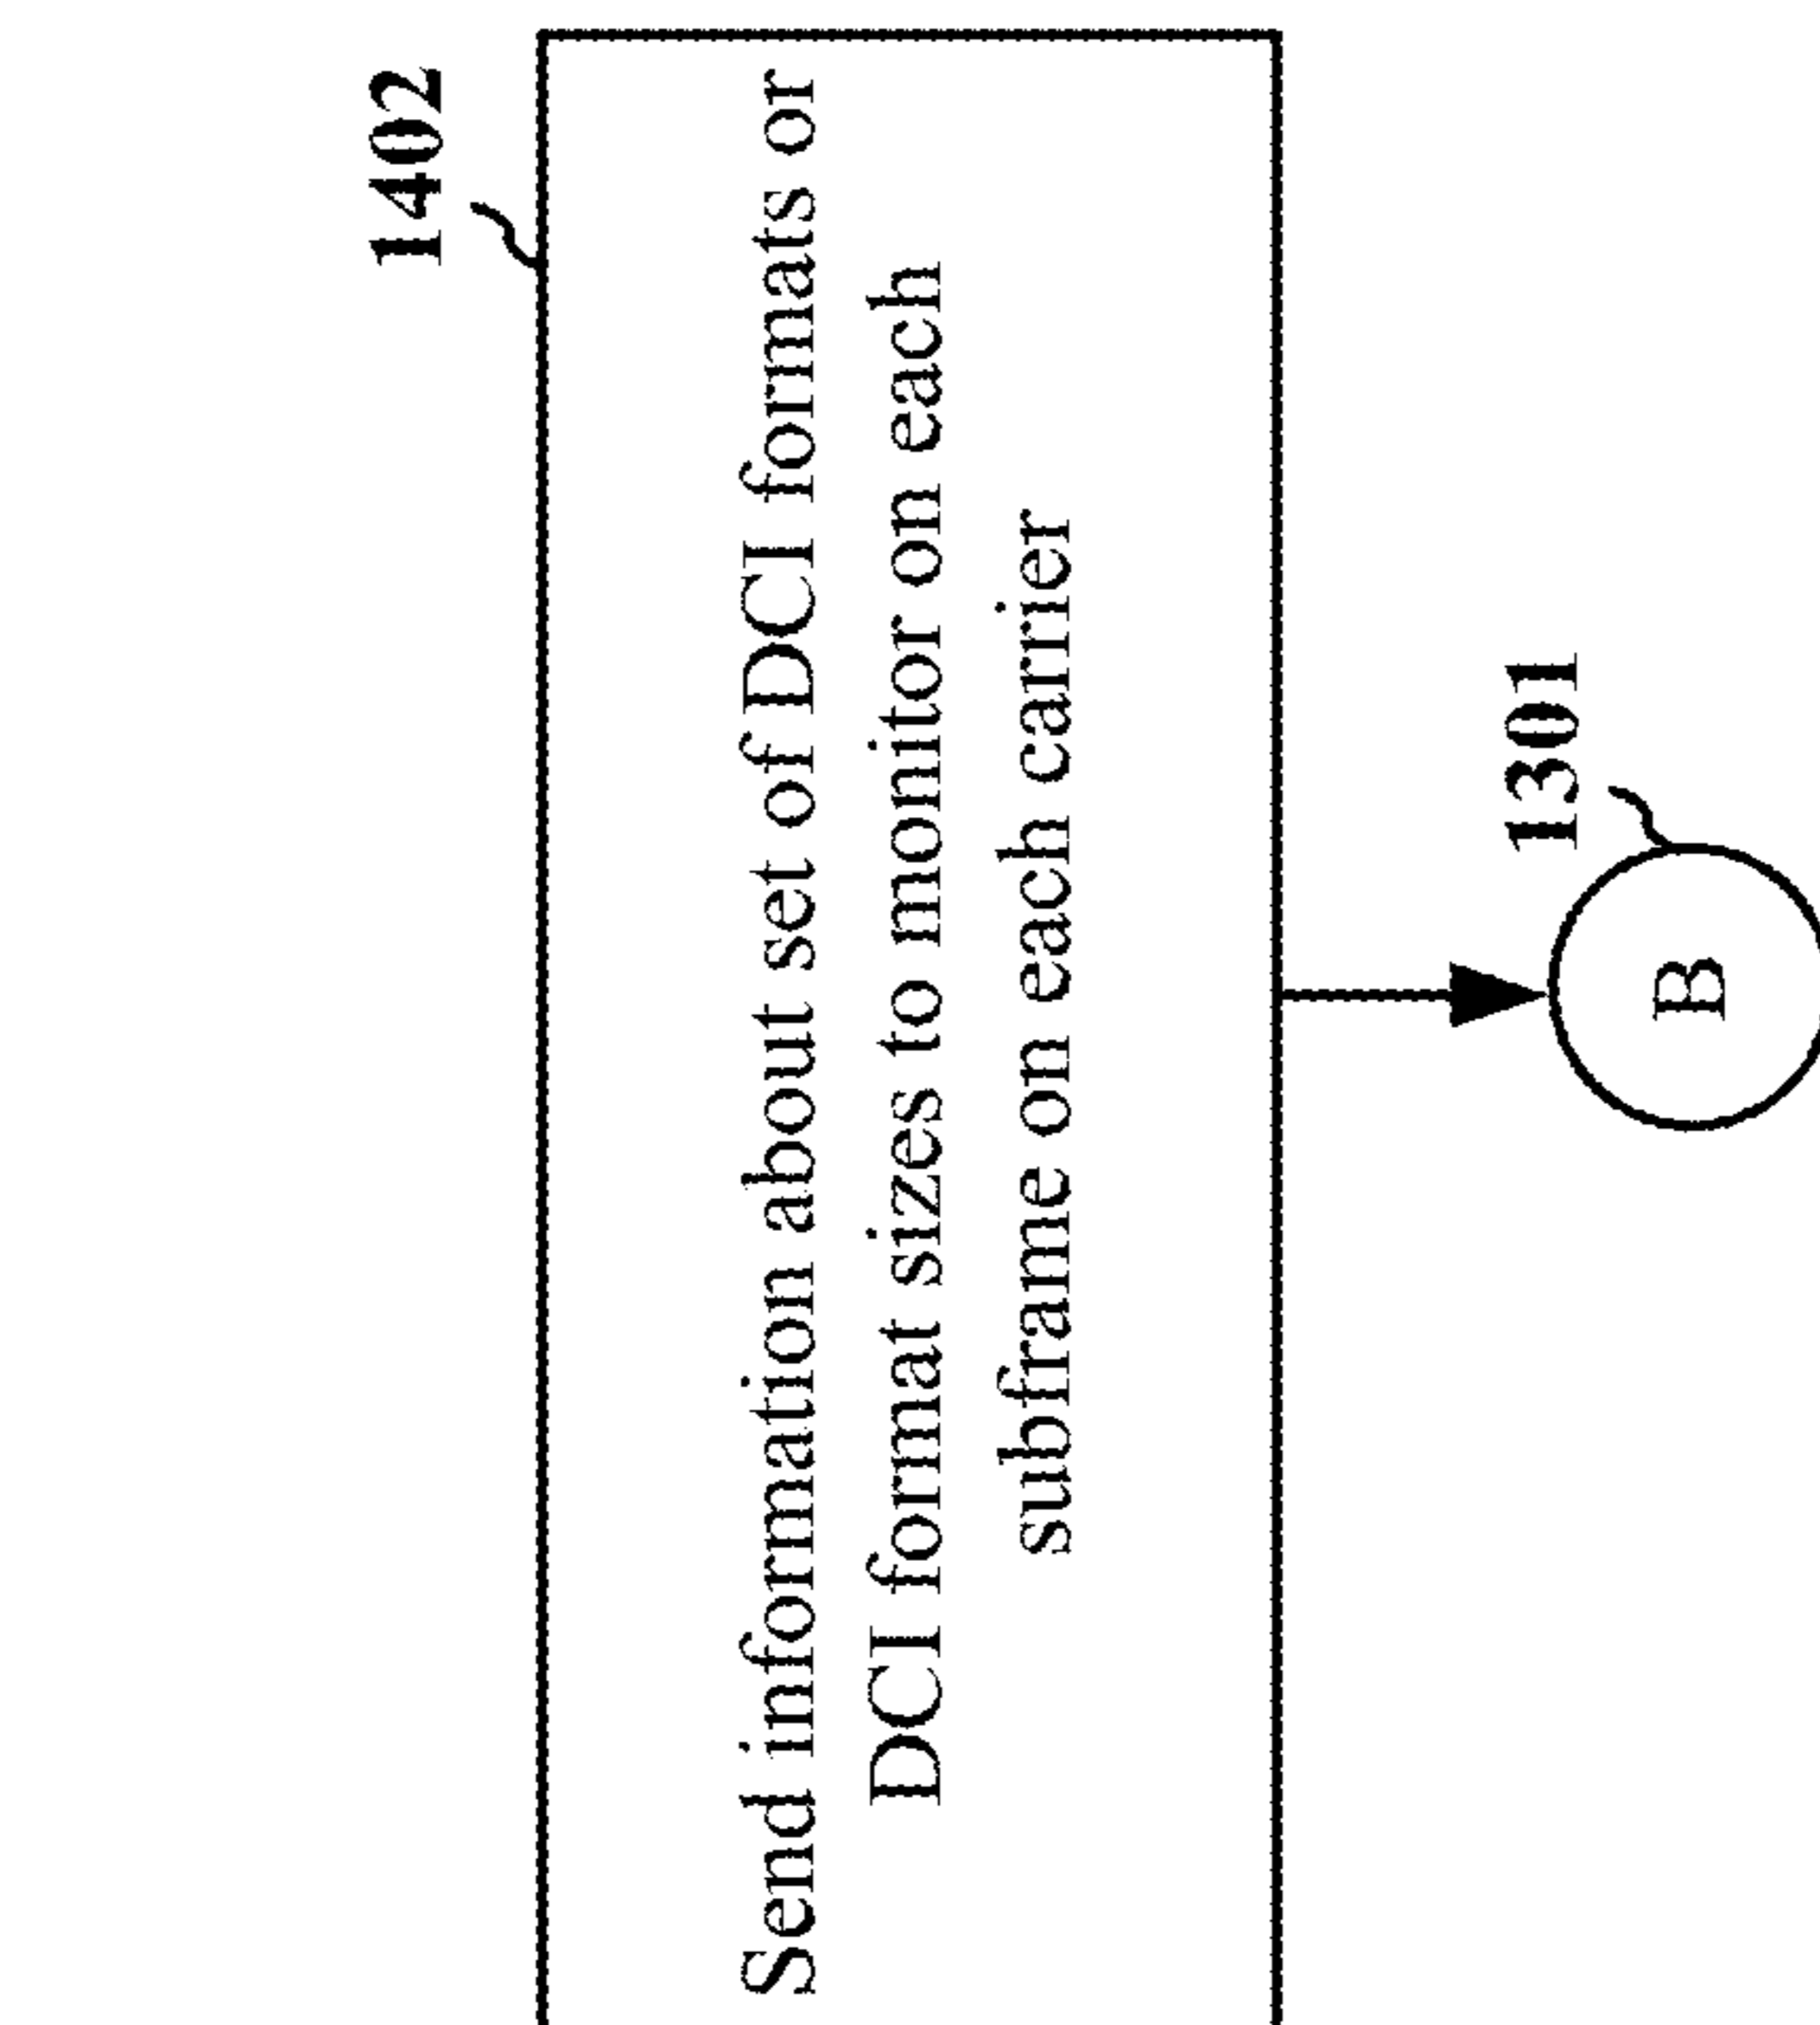 1402
Send information about set of DCI formats or
DCI format sizes to monitor on each
subframe on each carrier
1301
B